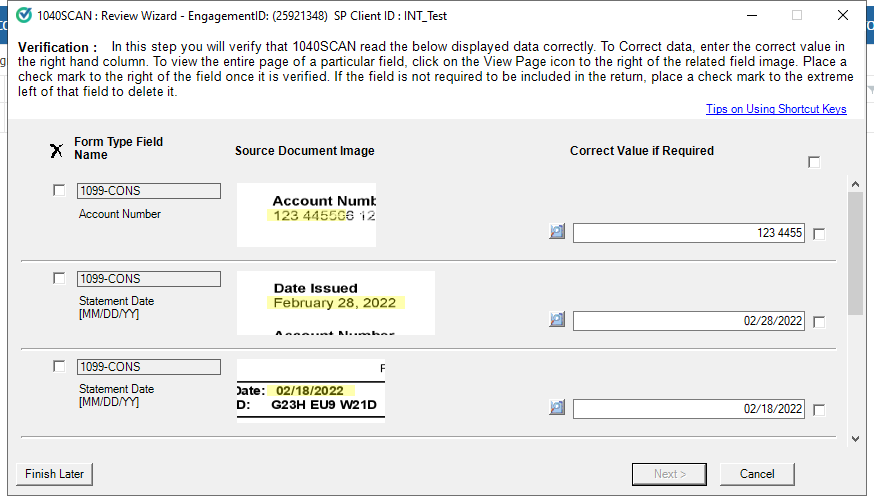 1040SCAN : Review Wizard - EngagementID: (25921348) SP Client ID : INT_Test
Verification : In this step you will verify that 1040SCAN read the below displayed data correctly. To Correct data, enter the correct value in
the right hand column. To view the entire page of a particular field, click on the View Page icon to the right of the related field image. Place a
check mark to the right of the field once it is verified. If the field is not required to be included in the return, place a check mark to the extreme
left of that field to delete it.
Tips on Using Shortcut Keys
X Form Type Field
Name
Source Document Image
Correct Value if Required
1099-CONS
Account Number
Account Numb
123 445506 12
123 4455
1099-CONS
Statement Date
[MM/DD/YY]
Date Issued
February 28, 2022
Account Number
02/28/2022
1099-CONS
Statement Date
[MM/DD/YY]
F
Date: 02/18/2022
D: G23H EU9 W21D
02/18/2022
Finish Later
Next >
Cancel